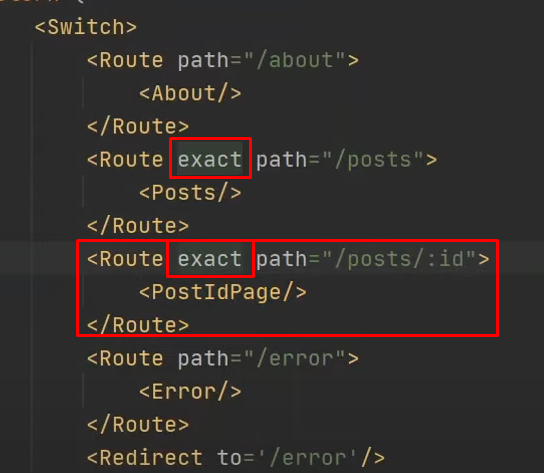 <Switch>
<Route path="/about">
<About/>
</Route>
<Route exact path="/posts">
<Posts/>
</Route>
<Route exact path="/posts/:id">
<PostIdPage/>
</Route>
<Route path="/error">
<Error/>
</Route>
<Redirect to='/error'/>